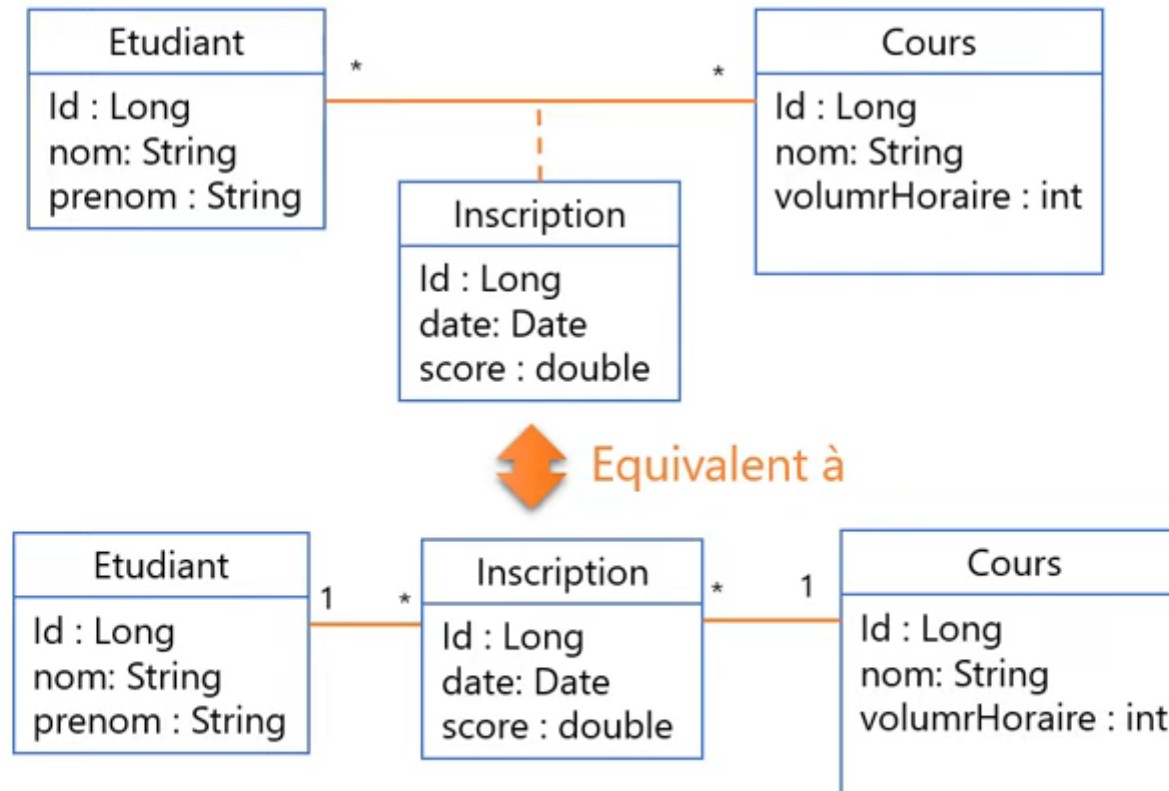 Etudiant
Id : Long
nom: String
prenom : String
*
*
Cours
Id : Long
nom: String
volumrHoraire : int
Inscription
Id : Long
date: Date
score : double
Equivalent à
Etudiant
Id : Long
nom: String
prenom : String
1
*
Inscription
Id : Long
date: Date
score : double
*
1
Cours
Id : Long
nom: String
volumrHoraire : int